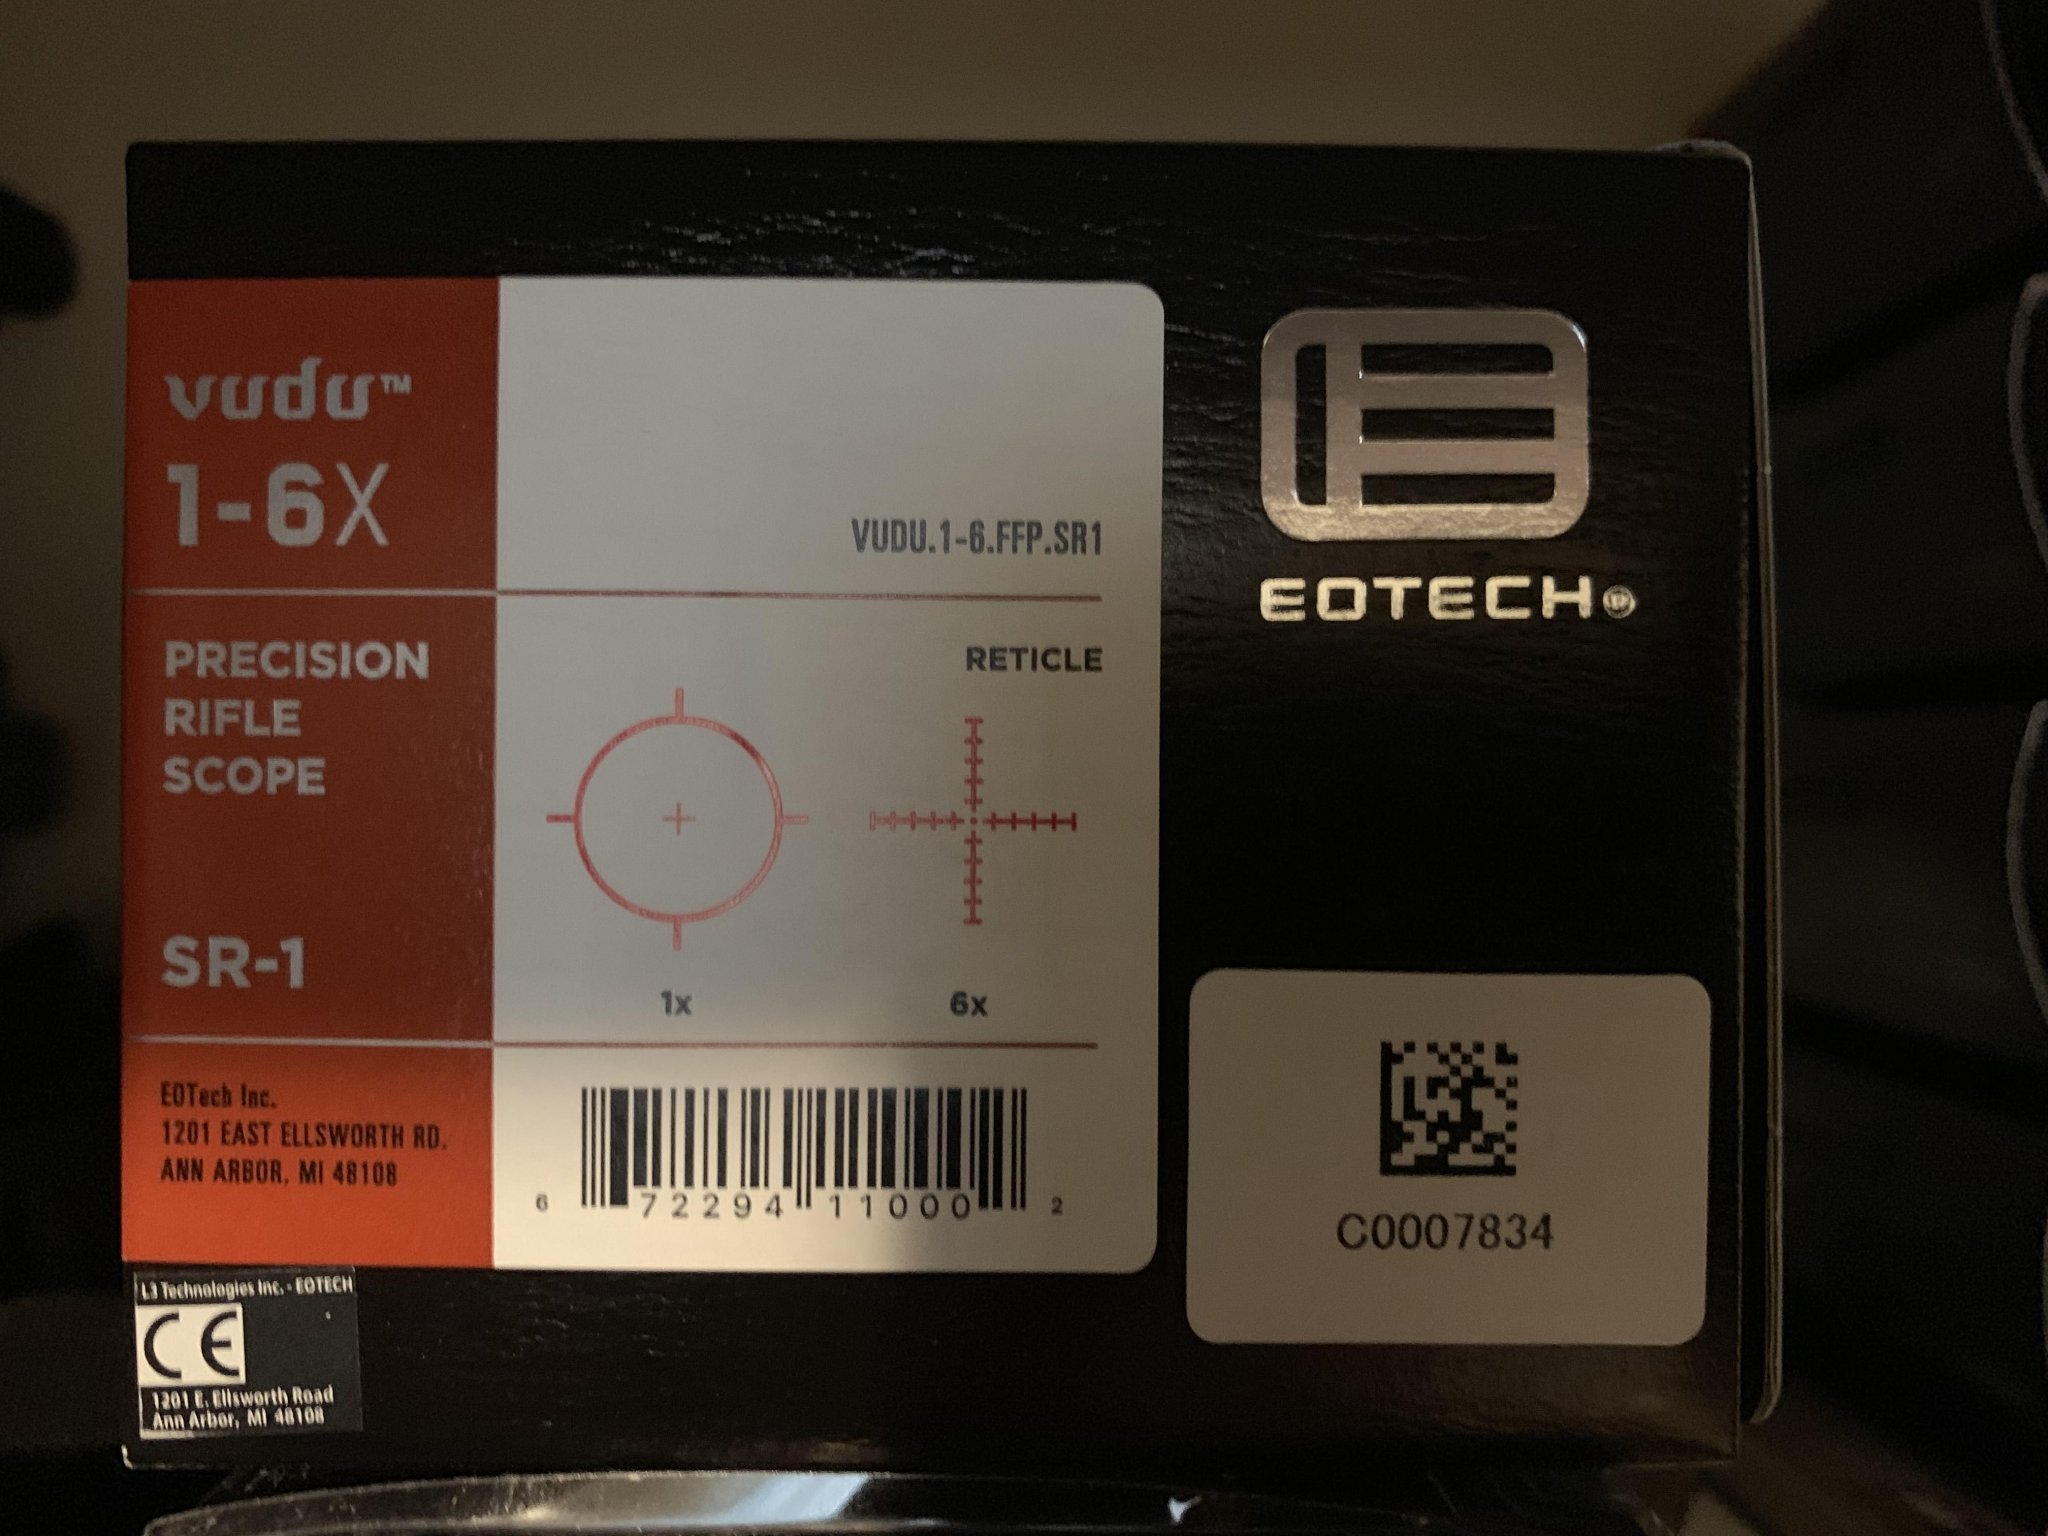 vudu™
1-6X
VUDU.1-6.FFP.SR1
PRECISION
RIFLE
SCOPE
SR-1
RETICLE
1x 6x
EOTech Inc.
1201 EAST ELLSWORTH RD.
ANN ARBOR, MI 48108
6 72294 11000 2
EOTECH®
C0007834
L3 Technologies Inc. - EOTECH
CE
1201 E. Ellsworth Road
Ann Arbor, MI 48108